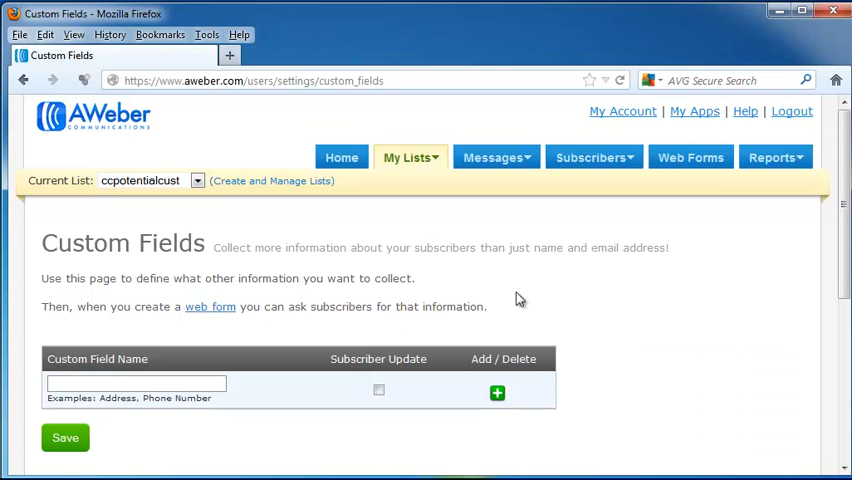 Custom Fields - Mozilla Firefox
File Edit View History Bookmarks Tools Help
Custom Fields
https://www.aweber.com/users/settings/custom_fields
AVG Secure Search
AWeber
COMMUNICATIONS
My Account | My Apps | Help | Logout
Home My Lists Messages Subscribers Web Forms Reports
Current List: ccpotentialcust (Create and Manage Lists)
Custom Fields Collect more information about your subscribers than just name and email address!
Use this page to define what other information you want to collect.
Then, when you create a web form you can ask subscribers for that information.
Custom Field Name Subscriber Update Add / Delete
Examples: Address, Phone Number
Save